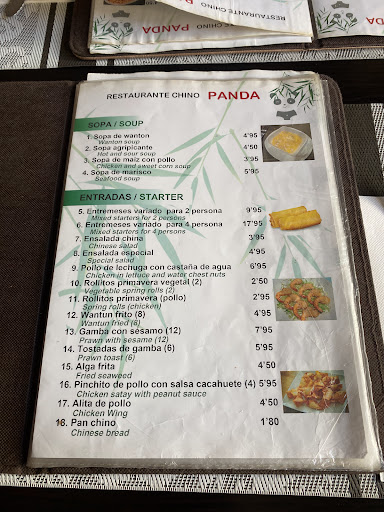 RESTAURANTE CHINO
PANDA
RESTAURANTE CHINO PANDA
SOPA / SOUP
1. Sopa de wanton 4'95
Wanton soup
2. Sopa agripicante 4'50
Hot and sour soup
3. Sopa de maiz con pollo 3'95
Chicken and sweet corn soup
4. Sopa de marisco 5'95
Seafood soup
ENTRADAS / STARTER
5. Entremeses variado para 2 persona 9'95
Mixed starters for 2 persons
6. Entremeses variado para 4 persona 17'95
Mixed starters for 4 persons
7. Ensalada china 3'95
Chinese salad
8. Ensalada especial 4'95
Special salad
9. Pollo de lechuga con castaña de agua 6'95
Chicken in lettuce and water chest nuts
10. Rollitos primavera vegetal (2) 2'50
Vegetable spring rolls (2)
11. Rollitos primavera (pollo) 2'95
Spring rolls (chicken)
12. Wantun frito (8) 4'95
Wantun fried (8)
13. Gamba con sesamo (12) 7'95
Prawn with sesame (12)
14. Tostadas de gamba (6) 5'95
Prawn toast (6)
15. Alga frita 4'50
Fried seaweed
16. Pinchito de pollo con salsa cacahuete (4) 5'95
Chicken satay with peanut sauce
17. Alita de pollo 4'50
Chicken Wing
18. Pan chino 1'80
Chinese bread